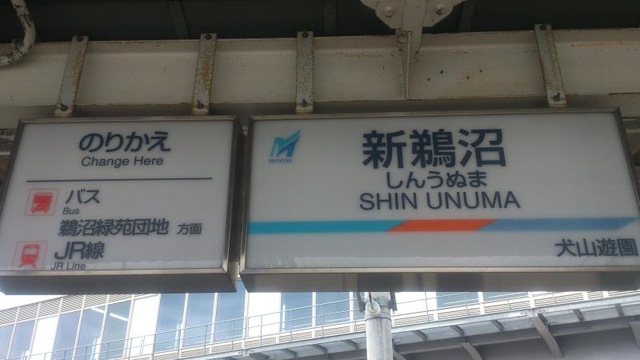 のりかえ
Change Here
バス
Bus
鵜沼緑苑団地 方面
JR線
JR Line
MEITETSU
新鵜沼
しんうぬま
SHIN UNUMA
犬山遊園